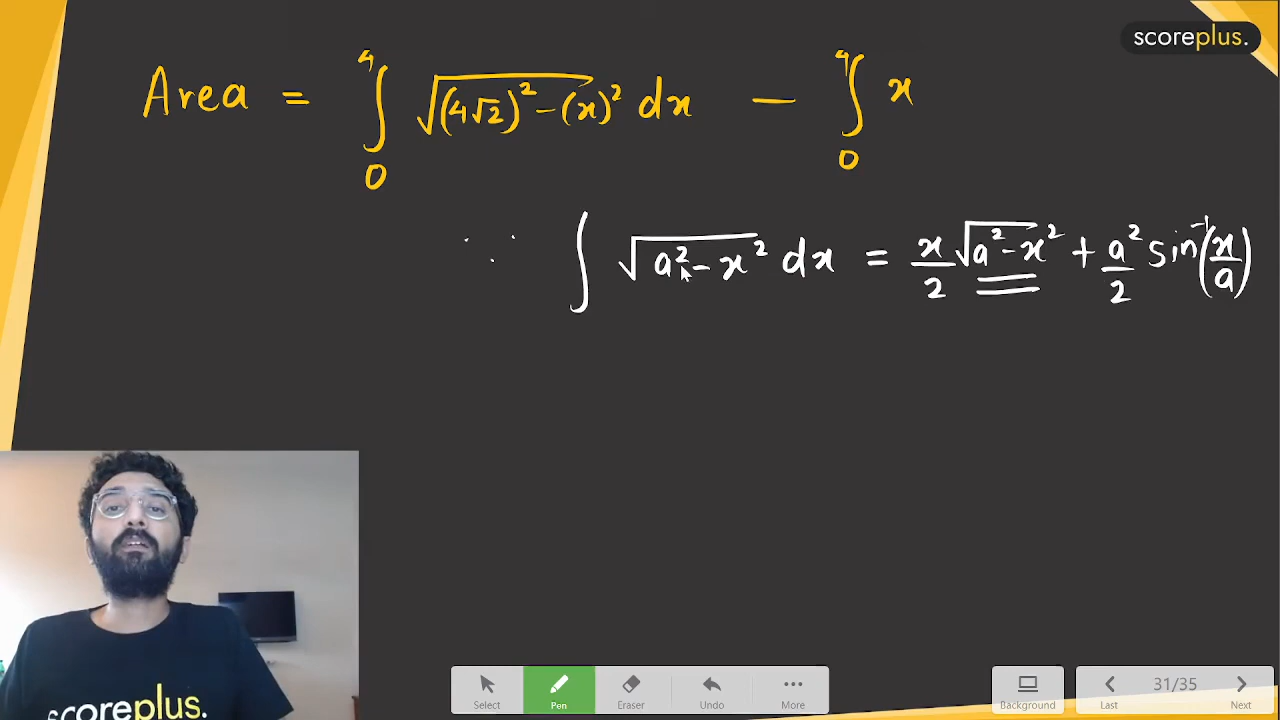 scoreplus.
Area = ∫₀⁴ √(4√2)² – (x)² dx – ∫₀⁴ x
∵ ∫ √a² – x² dx = x/2 √a² – x² + a²/2 sin⁻¹(x/a)
scoreplus.
Select Pen Eraser Undo More Background Last 31/35 Next